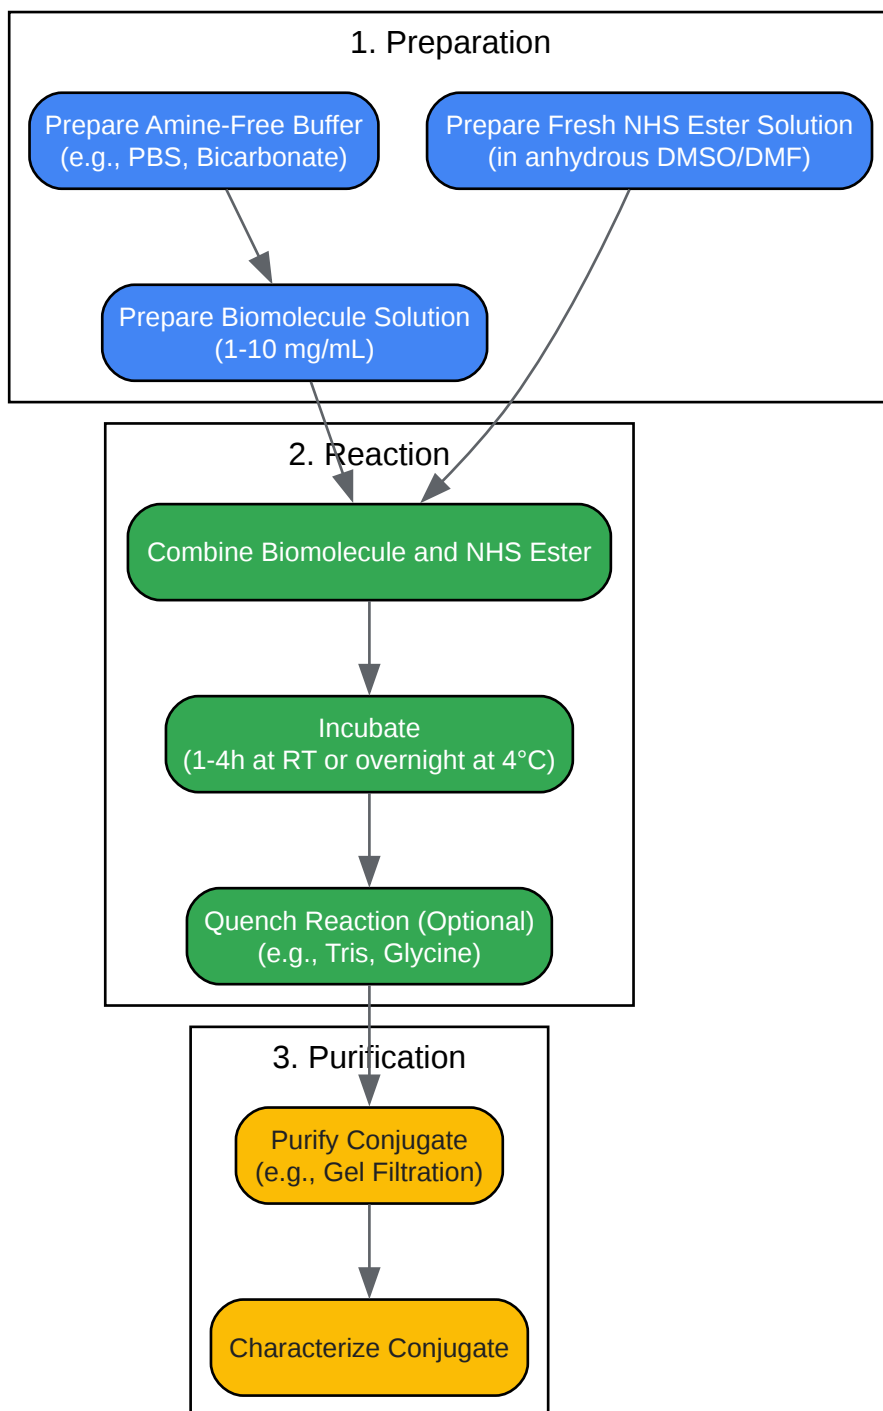 1. Preparation
Prepare Amine-Free Buffer
(e.g., PBS, Bicarbonate)
Prepare Fresh NHS Ester Solution
(in anhydrous DMSO/DMF)
Prepare Biomolecule Solution
(1-10 mg/mL)
2. Reaction
Combine Biomolecule and NHS Ester
Incubate
(1-4h at RT or overnight at 4°C)
Quench Reaction (Optional)
(e.g., Tris, Glycine)
3. Purification
Purify Conjugate
(e.g., Gel Filtration)
Characterize Conjugate